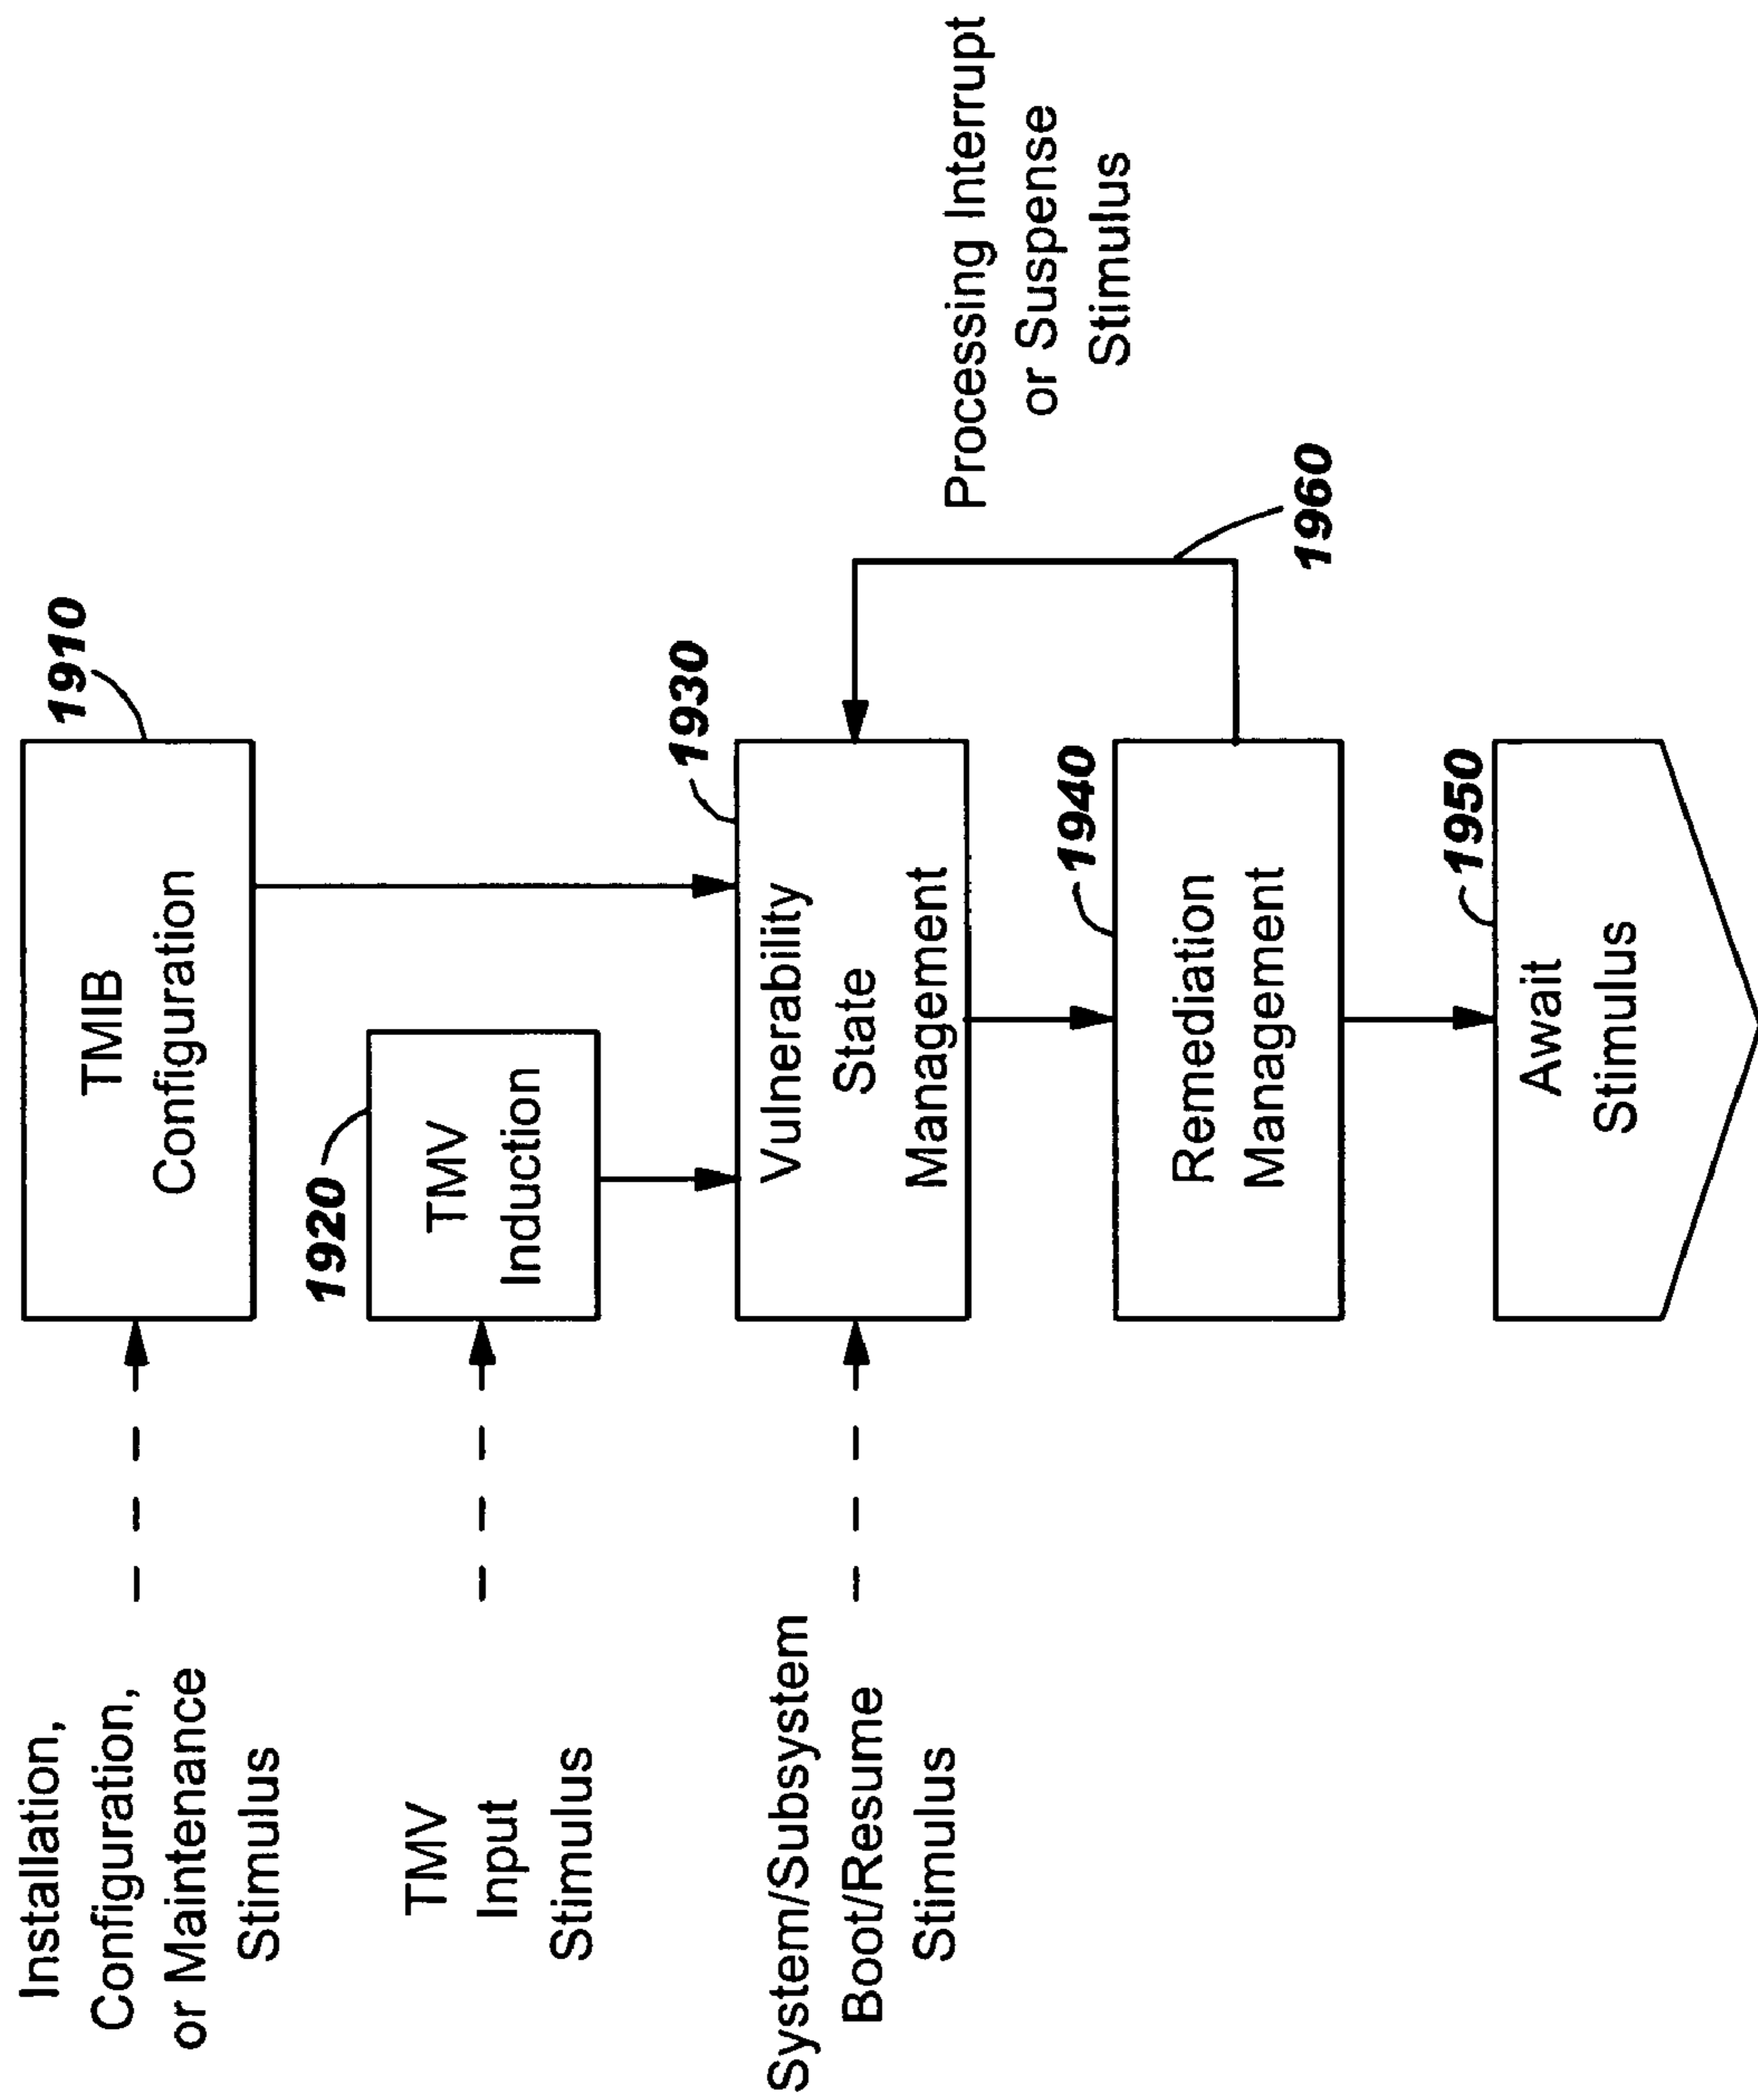 Installation,
Configuration,
or Maintenance
Stimulus
TMIB
Configuration
1910
TMV
Input
Stimulus
1920
TMV
Induction
System/Subsystem
Boot/Resume
Stimulus
1930
Vulnerability
State
Management
Processing Interrupt
or Suspense
Stimulus
1940
Remediation
Management
1960
1950
Await
Stimulus